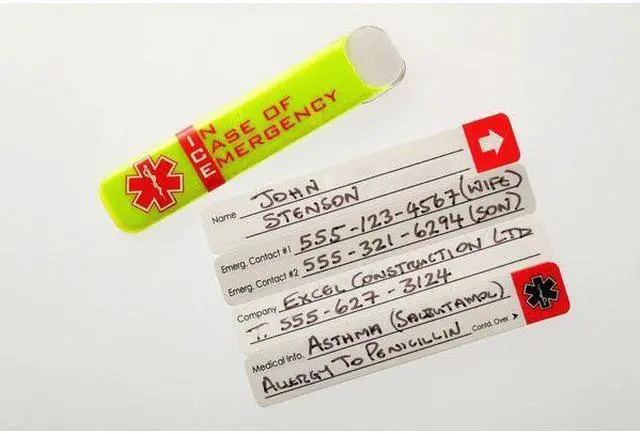 IN
CASE OF
EMERGENCY
Name JOHN
STENSON
Emerg. Contact #1 555-123-4567 (WIFE)
Emerg. Contact #2 555-321-6294 (SON)
Company EXCEL CONSTRUCTION LTD
T. 555-627-3124
Medical Info. ASTHMA (SALBUTAMOL)
ALLERGY TO PENICILLIN Contd. Over